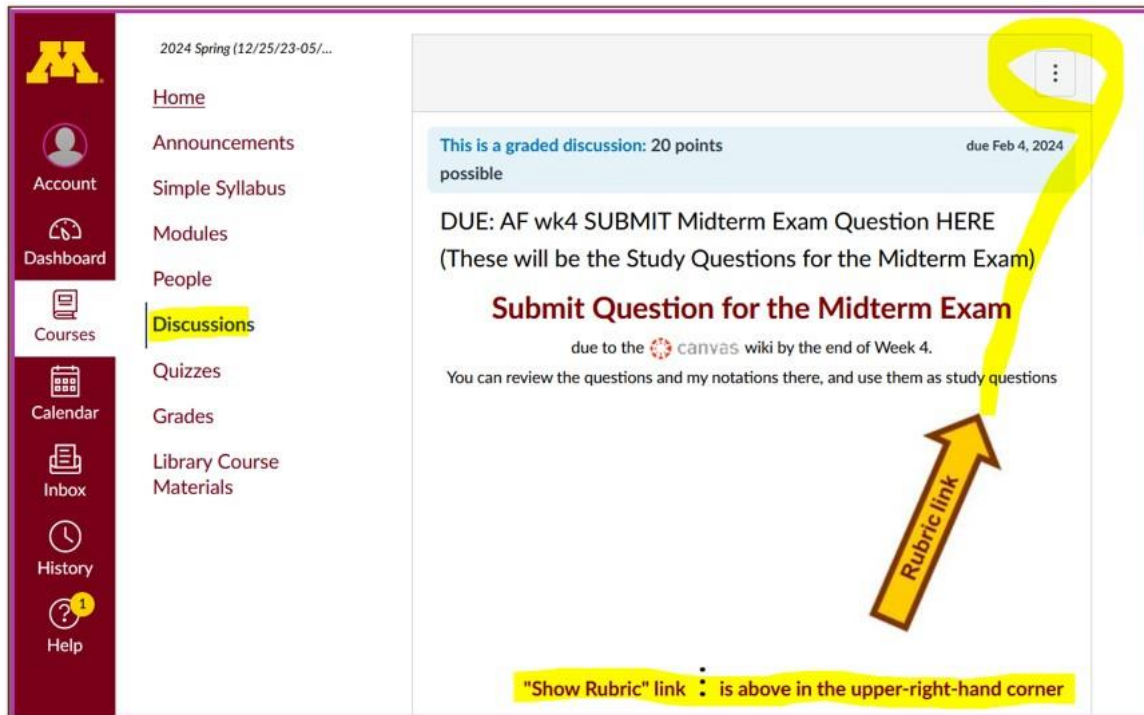 M
Account
Dashboard
Courses
Calendar
Inbox
History
1
Help
2024 Spring (12/25/23-05/...
Home
Announcements
Simple Syllabus
Modules
People
Discussions
Quizzes
Grades
Library Course
Materials
This is a graded discussion: 20 points
possible
due Feb 4, 2024
DUE: AF wk4 SUBMIT Midterm Exam Question HERE
(These will be the Study Questions for the Midterm Exam)
Submit Question for the Midterm Exam
due to the canvas wiki by the end of Week 4.
You can review the questions and my notations there, and use them as study questions
Rubric link
"Show Rubric" link : is above in the upper-right-hand corner